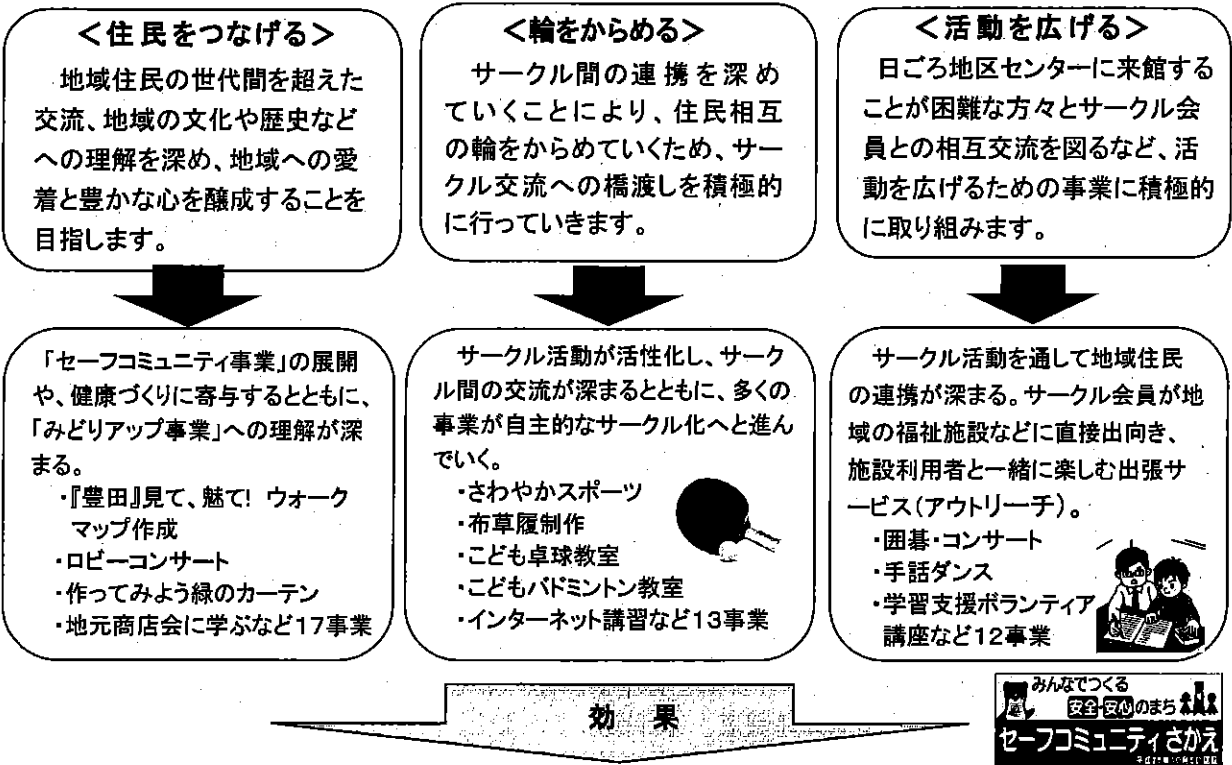 ＜住民をつなげる＞
地域住民の世代間を超えた
交流、地域の文化や歴史など
への理解を深め、地域への愛
着と豊かな心を醸成することを
目指します。
＜輪をからめる＞
サークル間の連携を深め
ていくことにより、住民相互
の輪をからめていくため、サー
クル交流への橋渡しを積極的
に行っていきます。
＜活動を広げる＞
日ごろ地区センターに来館する
ことが困難な方々とサークル会
員との相互交流を図るなど、活
動を広げるための事業に積極的
に取り組みます。
「セーフコミュニティ事業」の展開
や、健康づくりに寄与するとともに、
「みどりアップ事業」への理解が深
まる。
・『豊田』見て、魅て! ウォーク
マップ作成
・ロビーコンサート
・作ってみよう緑のカーテン
・地元商店会に学ぶなど17事業
サークル活動が活性化し、サーク
ル間の交流が深まるとともに、多くの
事業が自主的なサークル化へと進ん
でいく。
・さわやかスポーツ
・布草履制作
・こども卓球教室
・こどもバドミントン教室
・インターネット講習など13事業
サークル活動を通して地域住民
の連携が深まる。サークル会員が地
域の福祉施設などに直接出向き、
施設利用者と一緒に楽しむ出張サ
ービス(アウトリーチ)。
・囲碁・コンサート
・手話ダンス
・学習支援ボランティア
講座など12事業
効 果
みんなでつくる
安全・安心のまち
セーフコミュニティさかえ